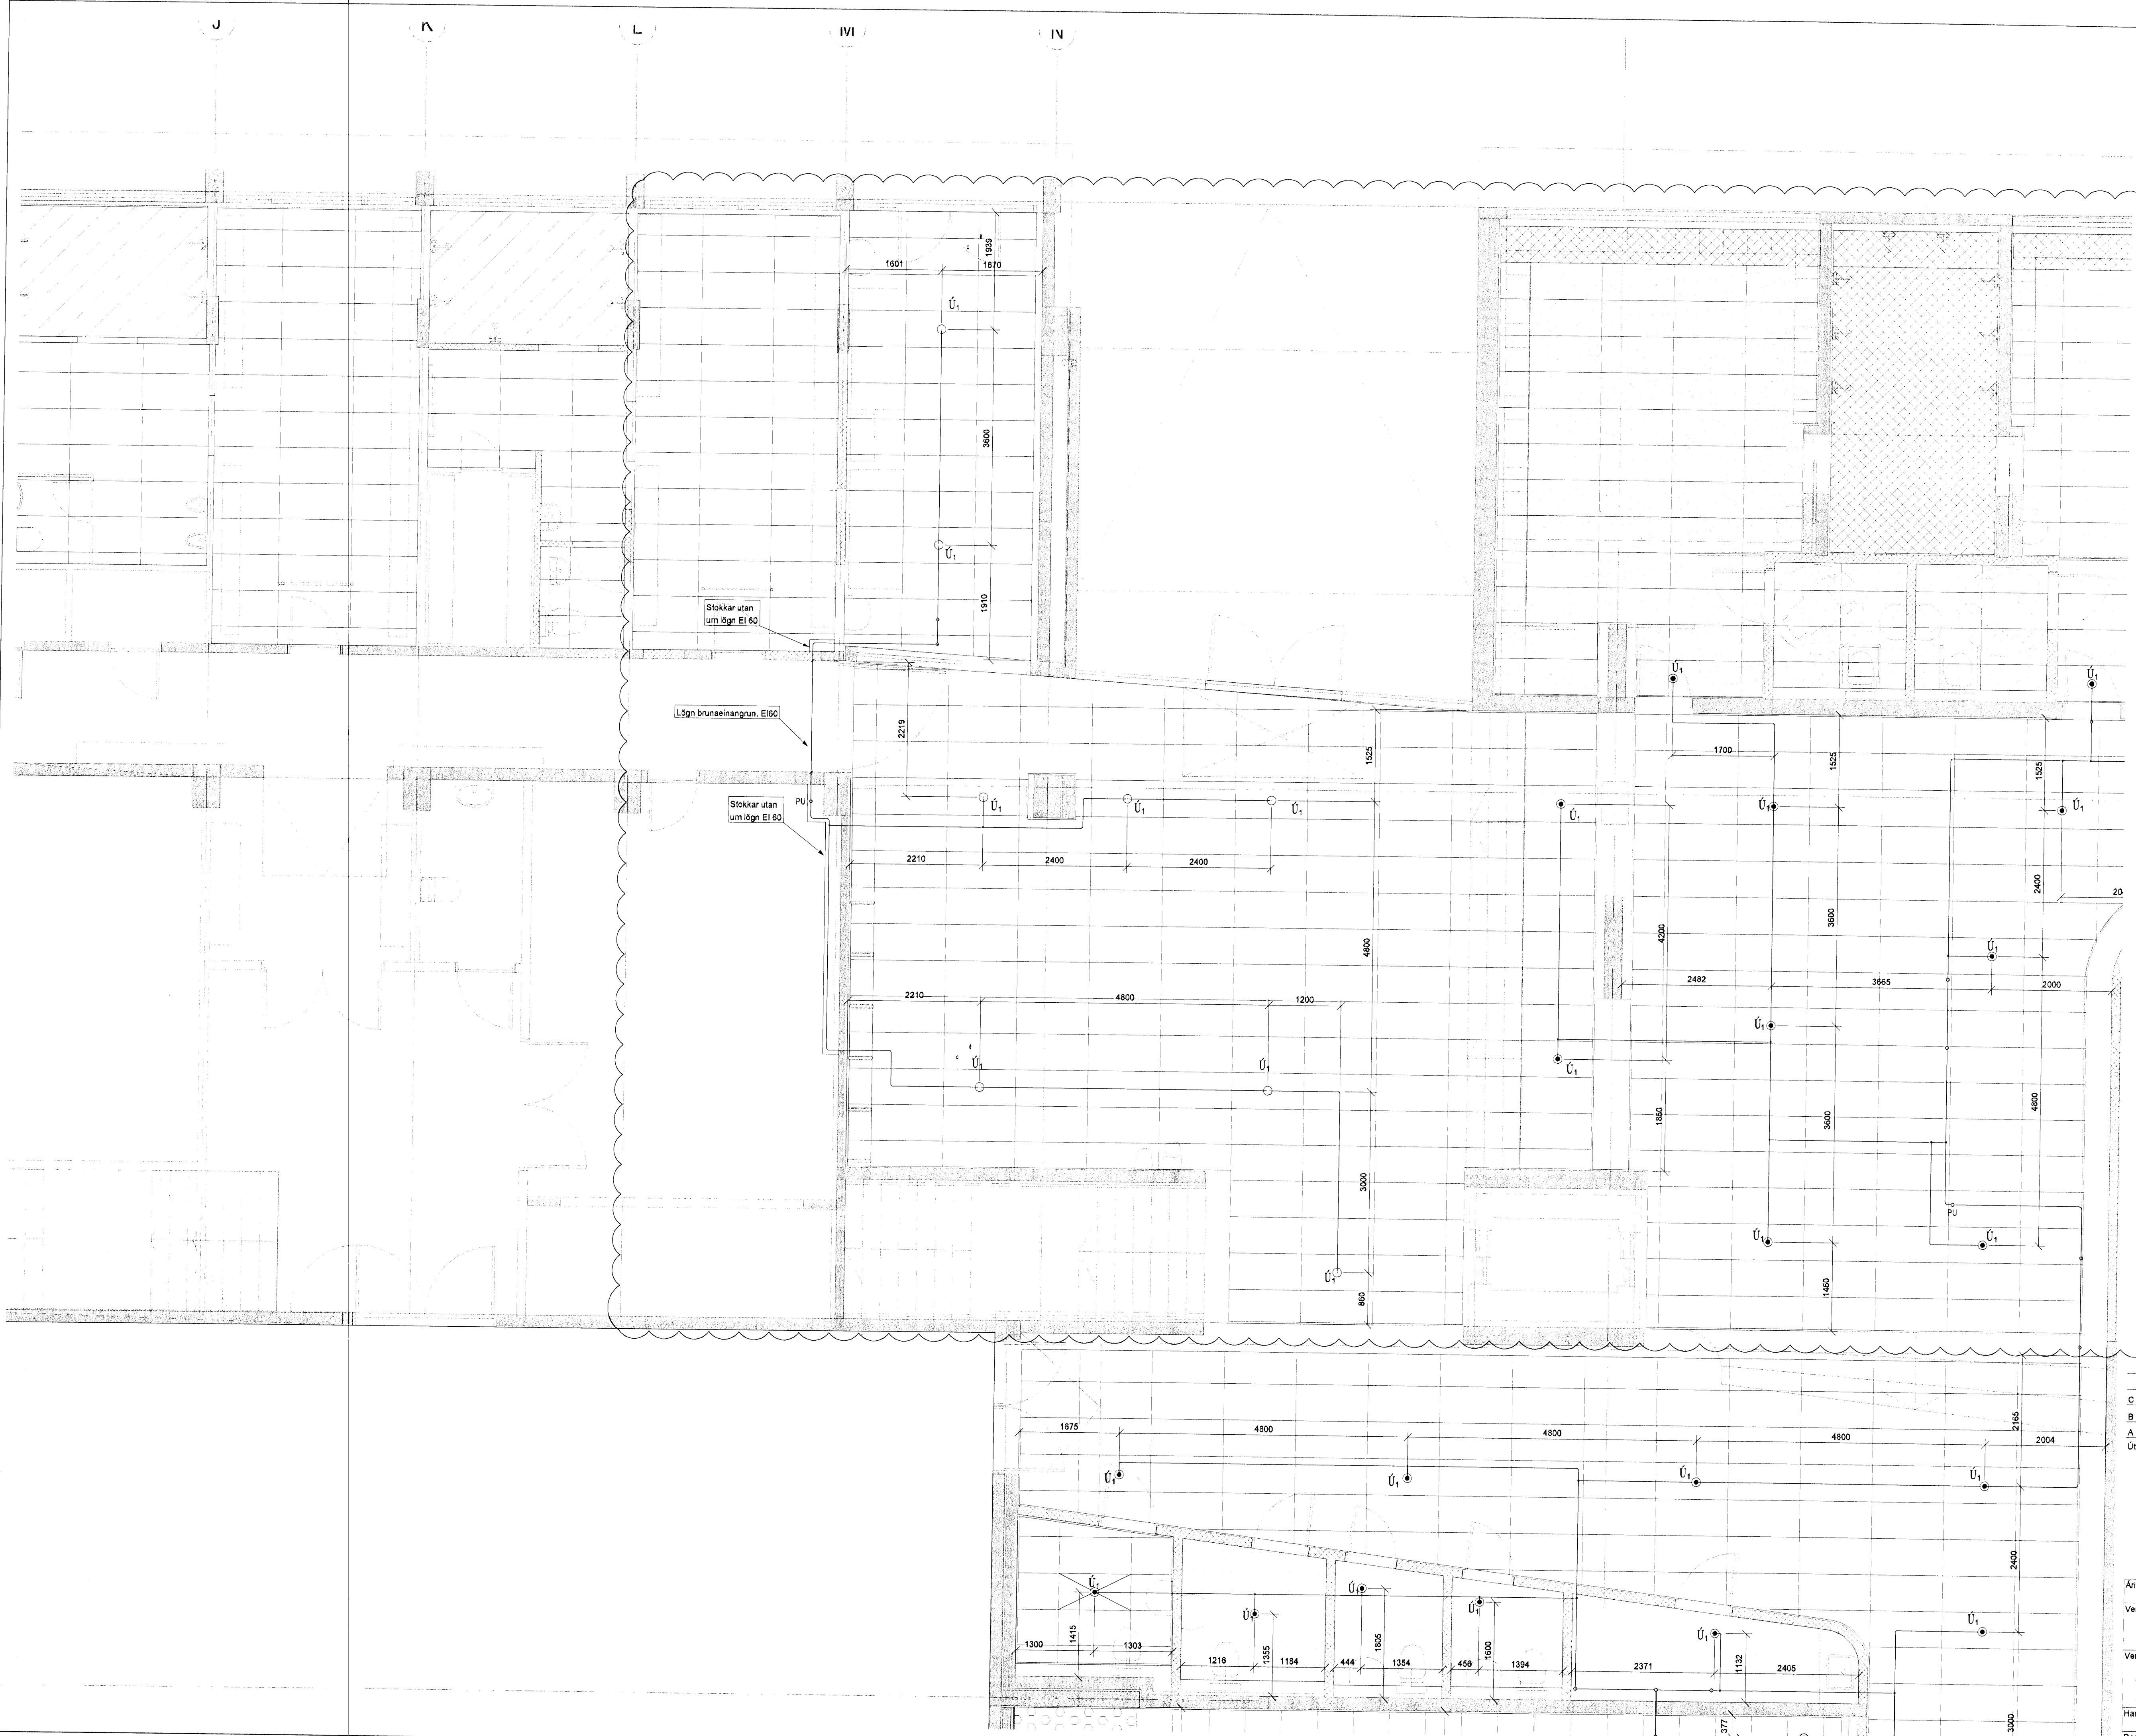 J K L M N
1939
1601 1670
Ú1
3600
Ú1
1910
Stokkar utan
um lögn EI 60
Ú1
Ú1
Lögn brunaeinangrun. EI60
2219
1525
1700
1525
1525
Stokkar utan
um lögn EI 60
PU
Ú1
Ú1
Ú1
Ú1
Ú1
Ú1
2210 2400 2400
2400
20
3600
4200
4800
Ú1
2482 3665 2000
2210 4800 1200
Ú1
Ú1
Ú1
Ú1
1860
3600
4800
3000
PU
Ú1
Ú1
Ú1
860
1460
C
B
A
2165
1675 4800 4800 4800 2004
Ú1
Ú1
Ú1
Ú1
2400
Ú1
Ú1
Ú1
Ú1
Ú1
Ú1
1415
1300 1303
1355
1216 1184
1805
444 1354
1600
456 1394
2371
1132
2405
377
3000